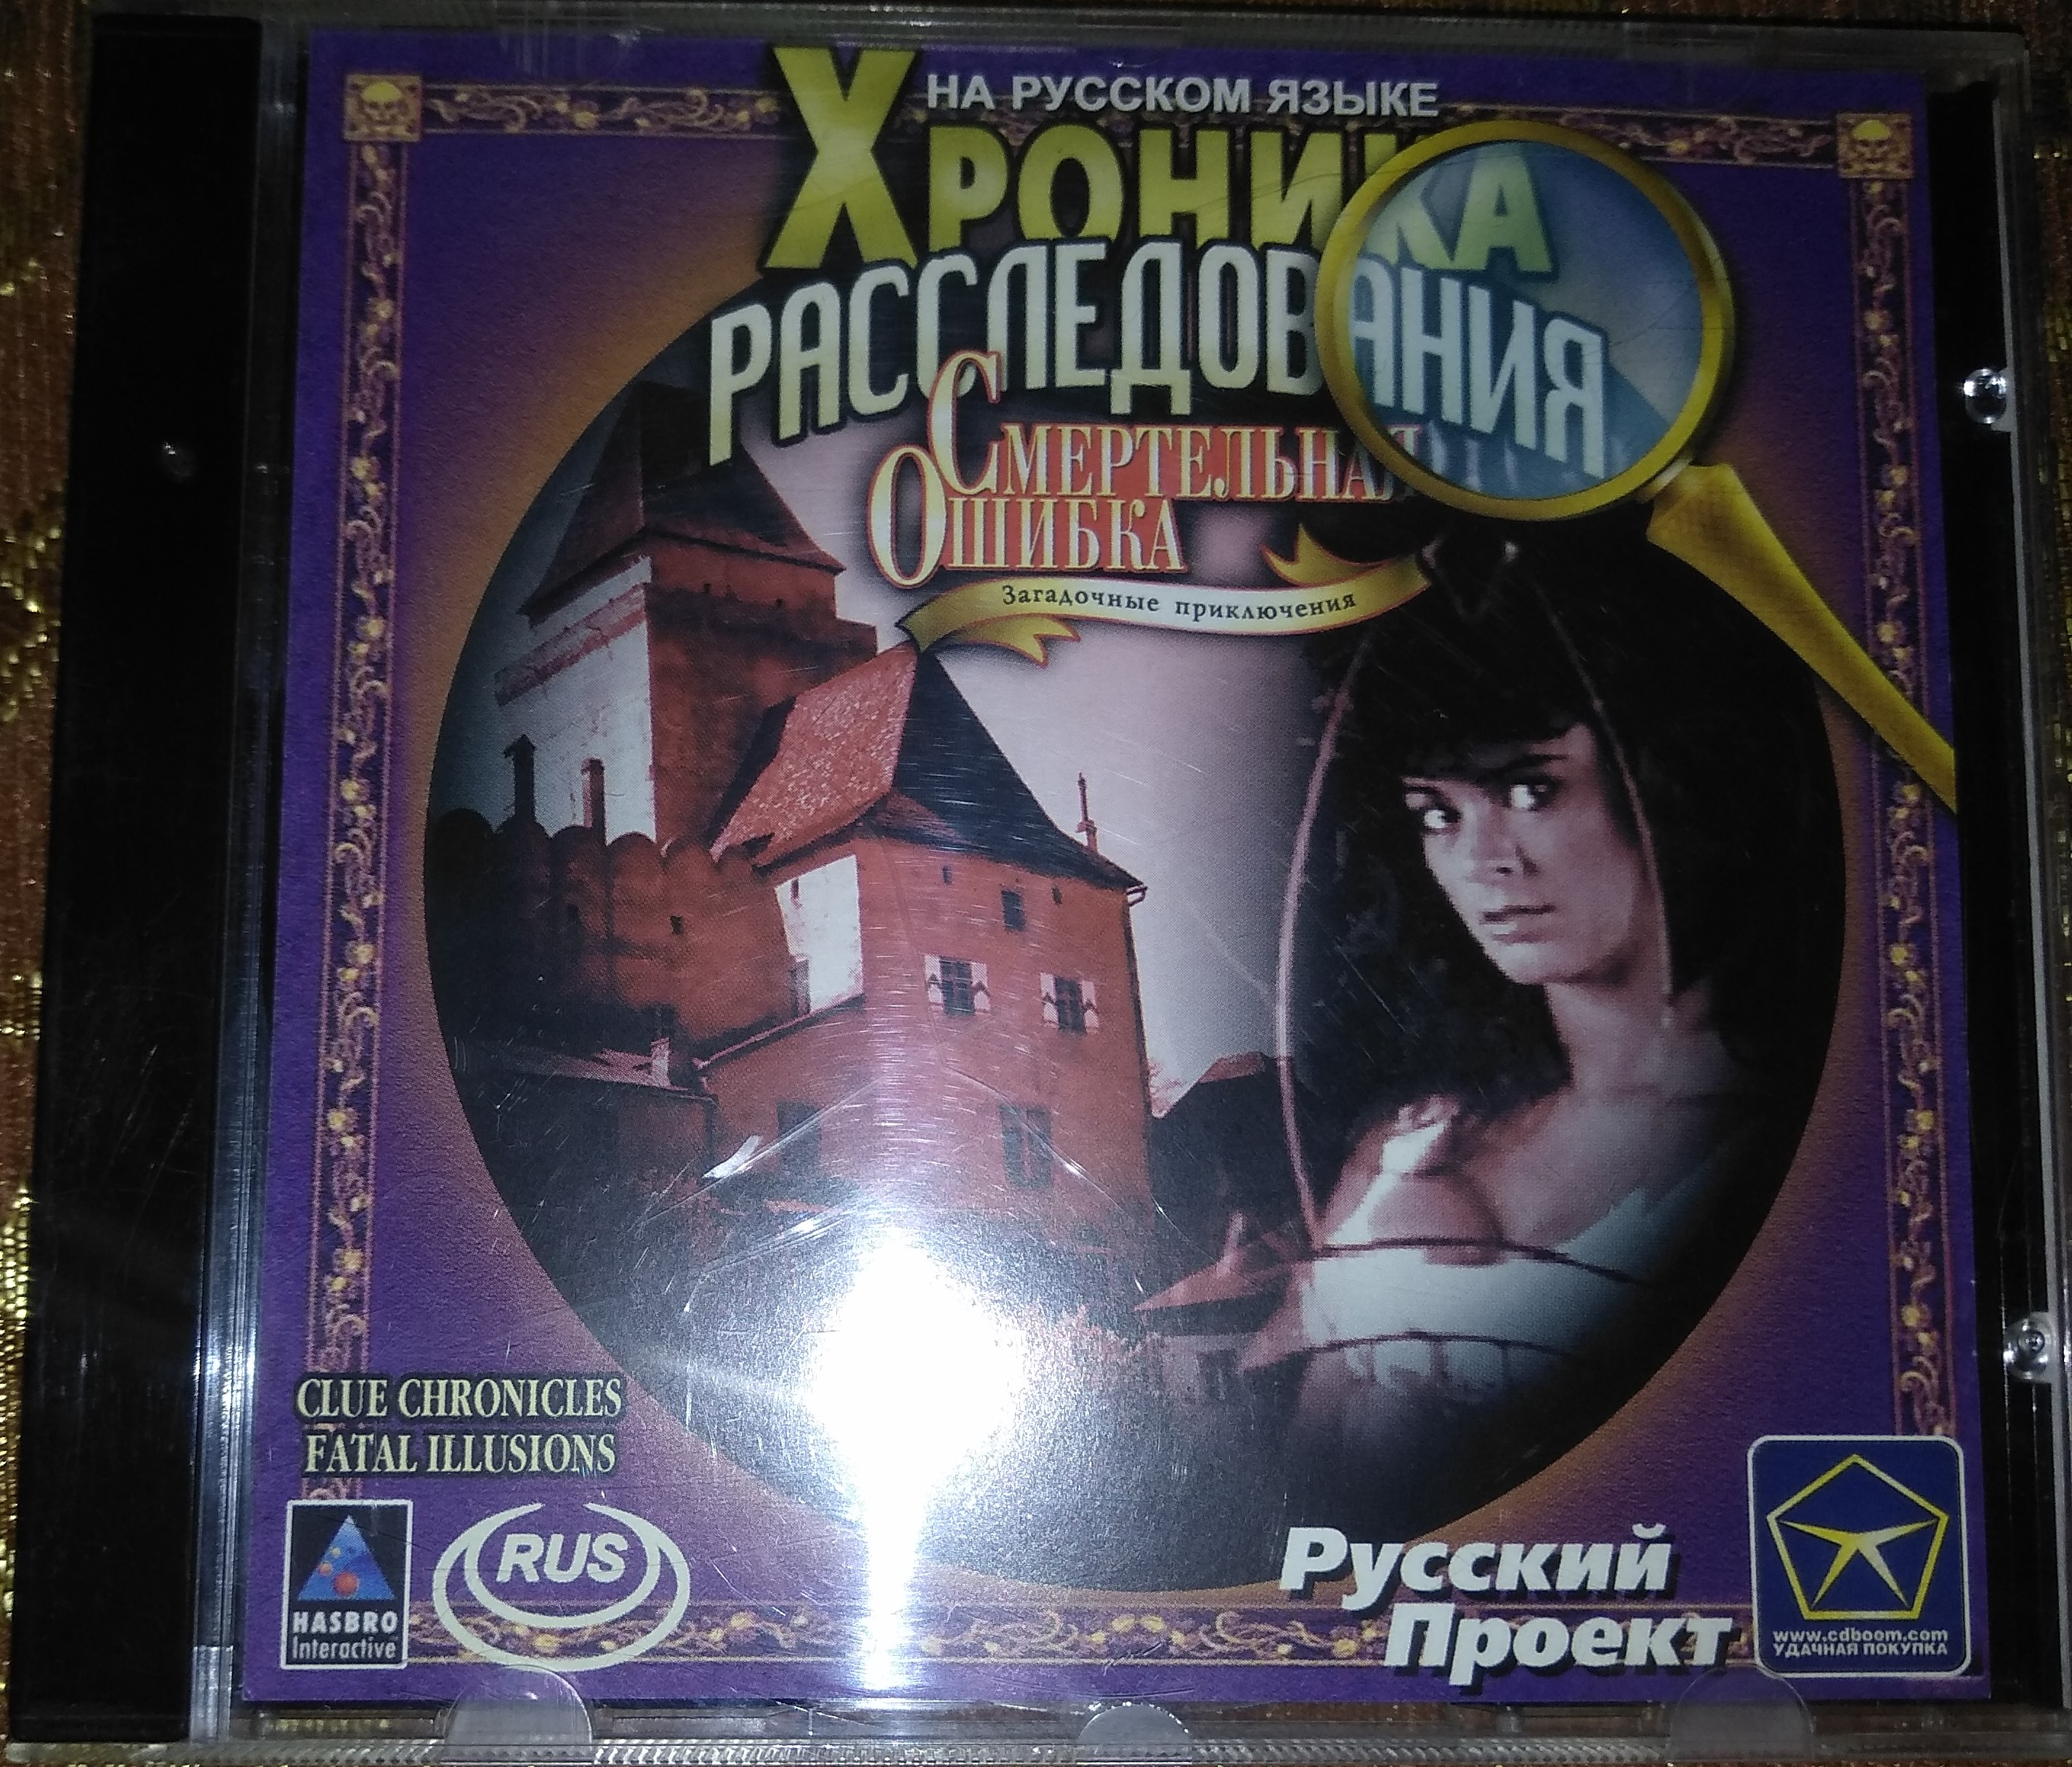 НА РУССКОМ ЯЗЫКЕ
ХРОНИКА
РАССЛЕДОВАНИЯ
СМЕРТЕЛЬНАЯ
ОШИБКА
Загадочные приключения
CLUE CHRONICLES
FATAL ILLUSIONS
HASBRO
Interactive
RUS
Русский
Проект
www.cdboom.com
УДАЧНАЯ ПОКУПКА